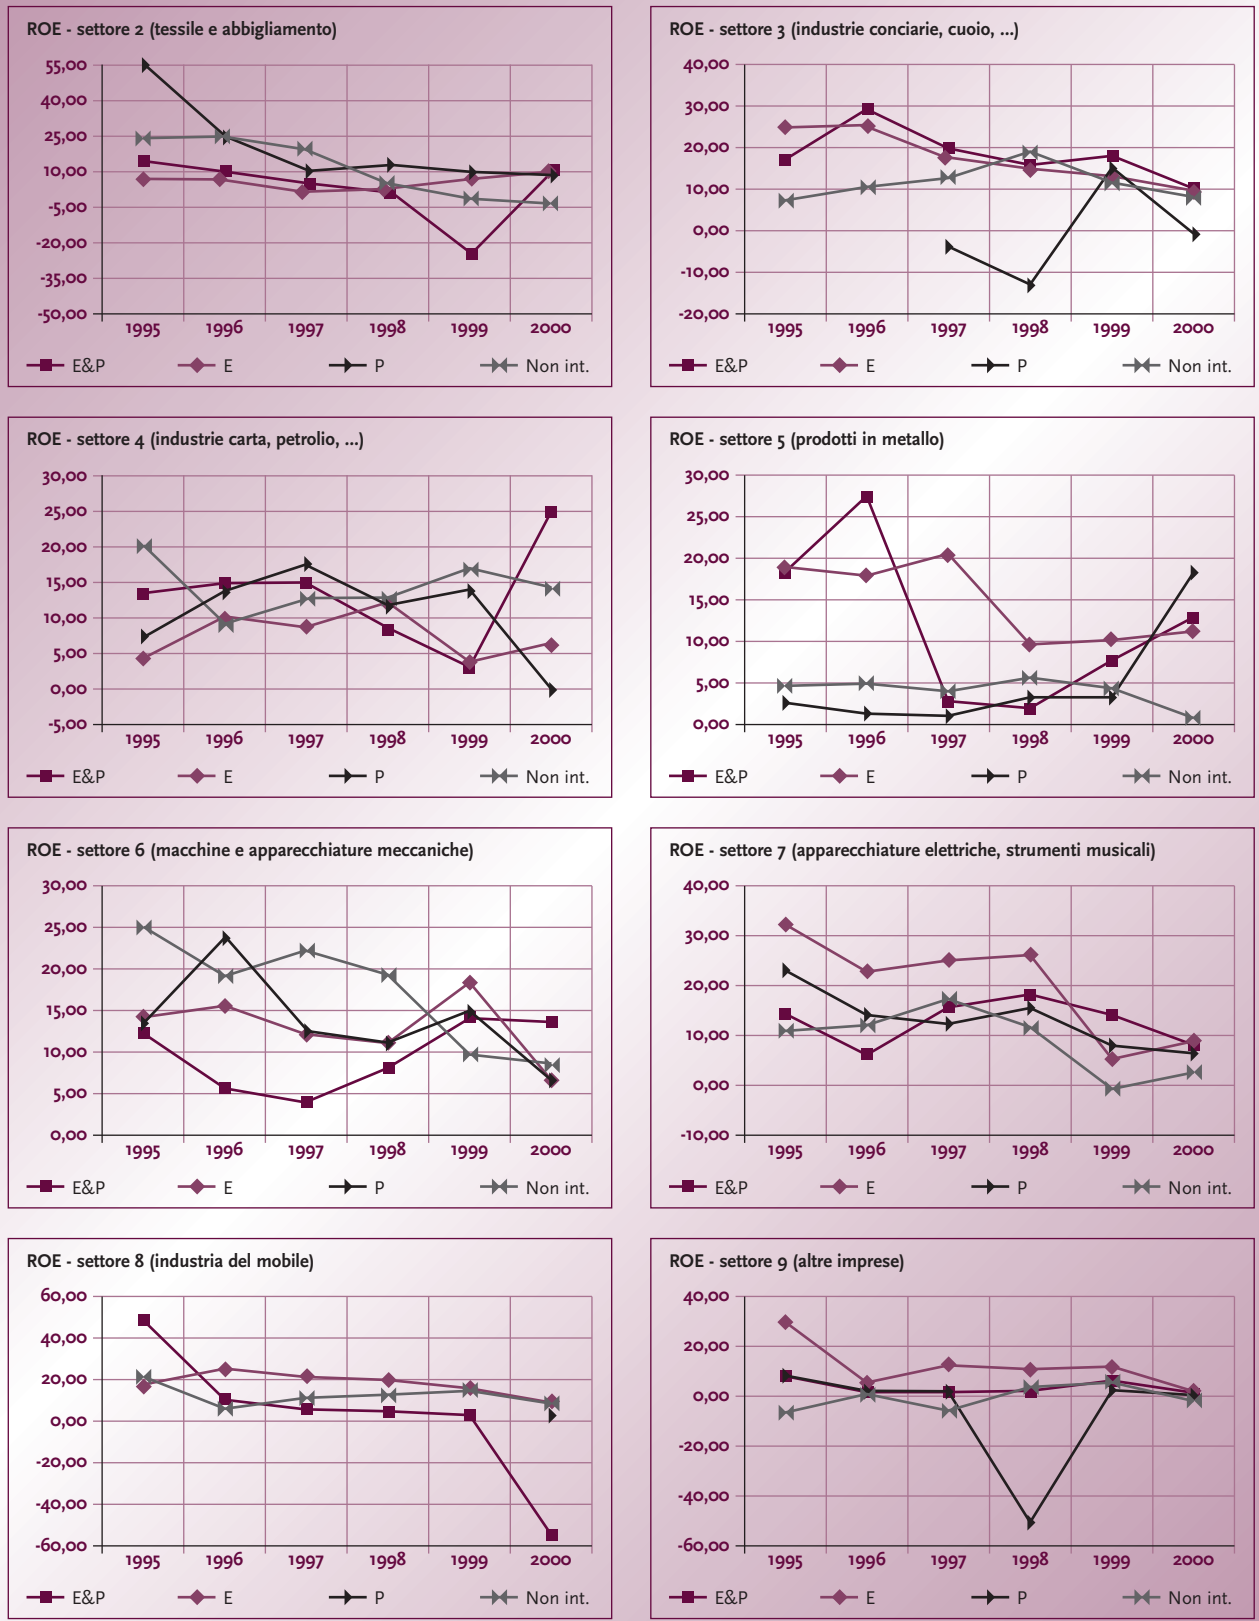 ROE - settore 2 (tessile e abbigliamento)
55,00
40,00
25,00
10,00
-5,00
-20,00
-35,00
-50,00
1995 1996 1997 1998 1999 2000
E&P E P Non int.
ROE - settore 3 (industrie conciarie, cuoio, ...)
40,00
30,00
20,00
10,00
0,00
-10,00
-20,00
1995 1996 1997 1998 1999 2000
E&P E P Non int.
ROE - settore 4 (industrie carta, petrolio, ...)
30,00
25,00
20,00
15,00
10,00
5,00
0,00
-5,00
1995 1996 1997 1998 1999 2000
E&P E P Non int.
ROE - settore 5 (prodotti in metallo)
30,00
25,00
20,00
15,00
10,00
5,00
0,00
1995 1996 1997 1998 1999 2000
E&P E P Non int.
ROE - settore 6 (macchine e apparecchiature meccaniche)
30,00
25,00
20,00
15,00
10,00
5,00
0,00
1995 1996 1997 1998 1999 2000
E&P E P Non int.
ROE - settore 7 (apparecchiature elettriche, strumenti musicali)
40,00
30,00
20,00
10,00
0,00
-10,00
1995 1996 1997 1998 1999 2000
E&P E P Non int.
ROE - settore 8 (industria del mobile)
60,00
40,00
20,00
0,00
-20,00
-40,00
-60,00
1995 1996 1997 1998 1999 2000
E&P E P Non int.
ROE - settore 9 (altre imprese)
40,00
20,00
0,00
-20,00
-40,00
-60,00
1995 1996 1997 1998 1999 2000
E&P E P Non int.